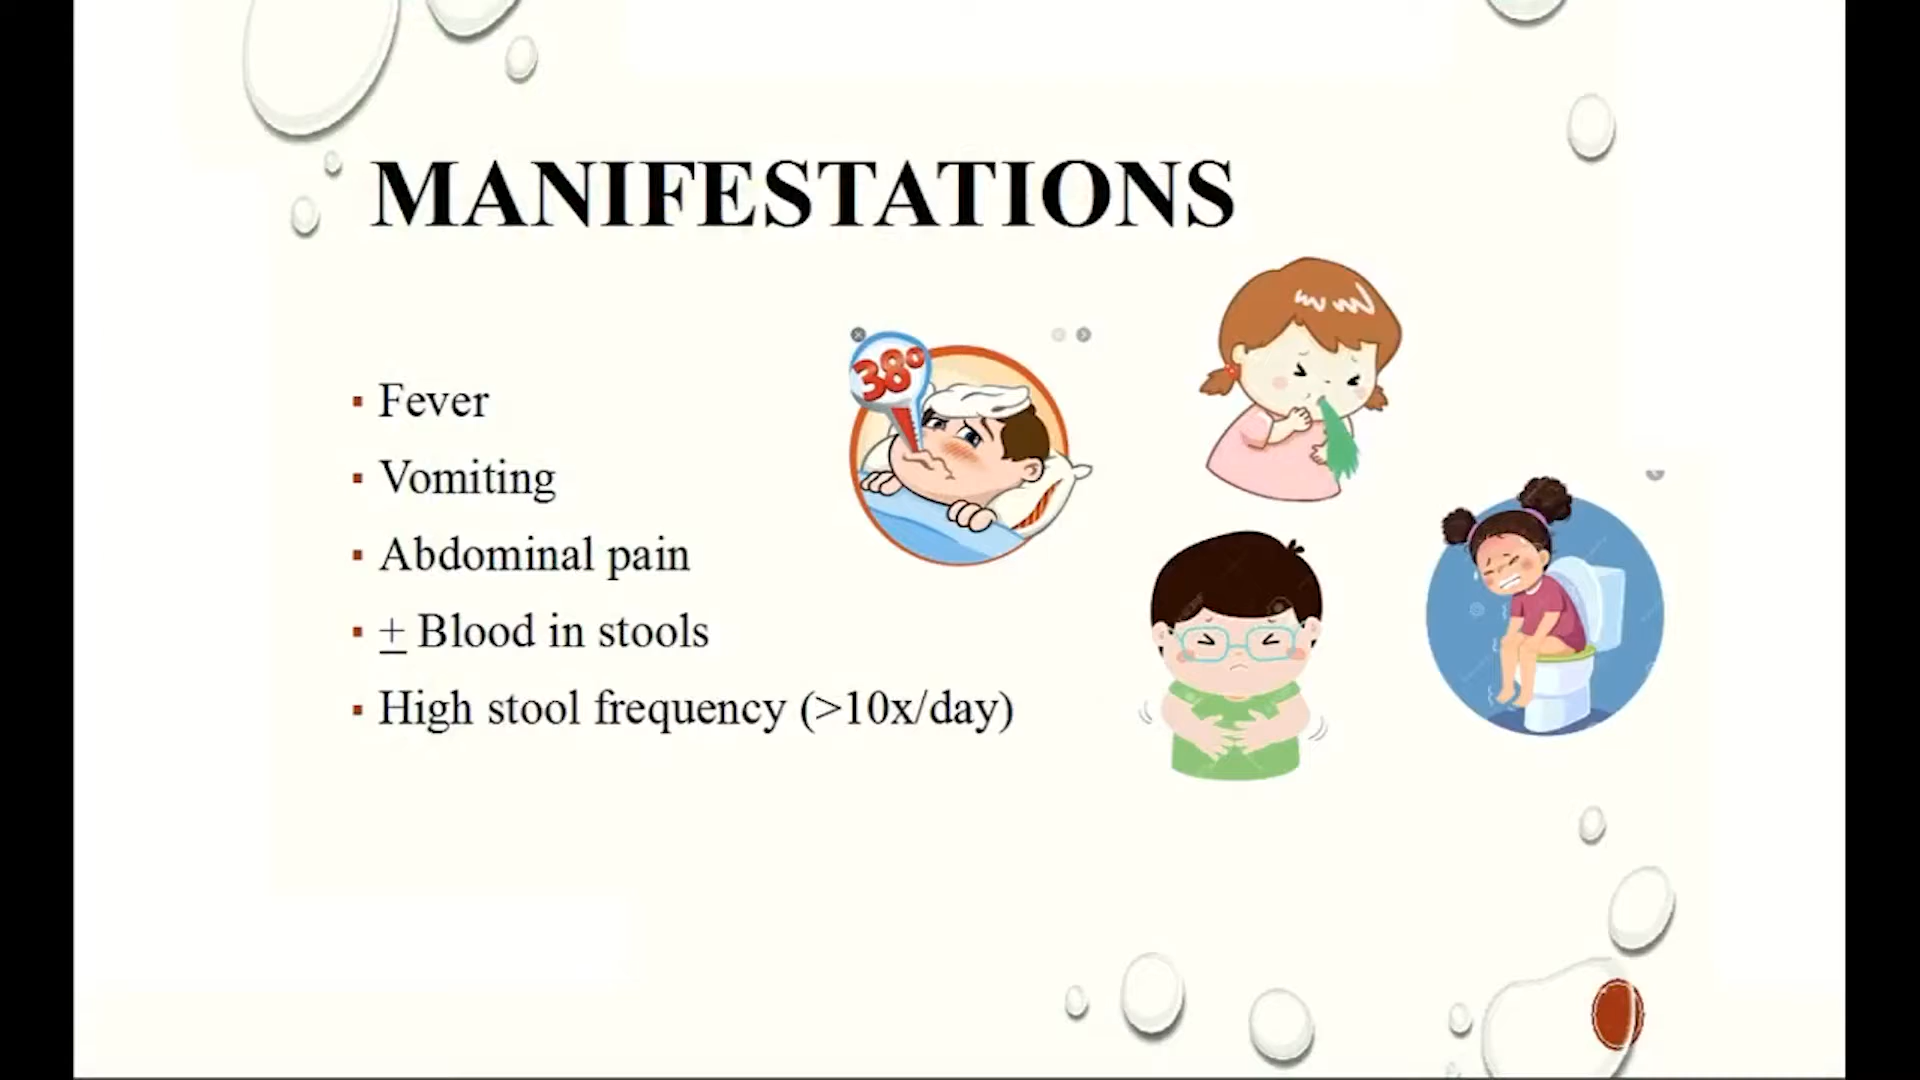 MANIFESTATIONS
38°
▪ Fever
▪ Vomiting
▪ Abdominal pain
▪ ± Blood in stools
▪ High stool frequency (>10x/day)